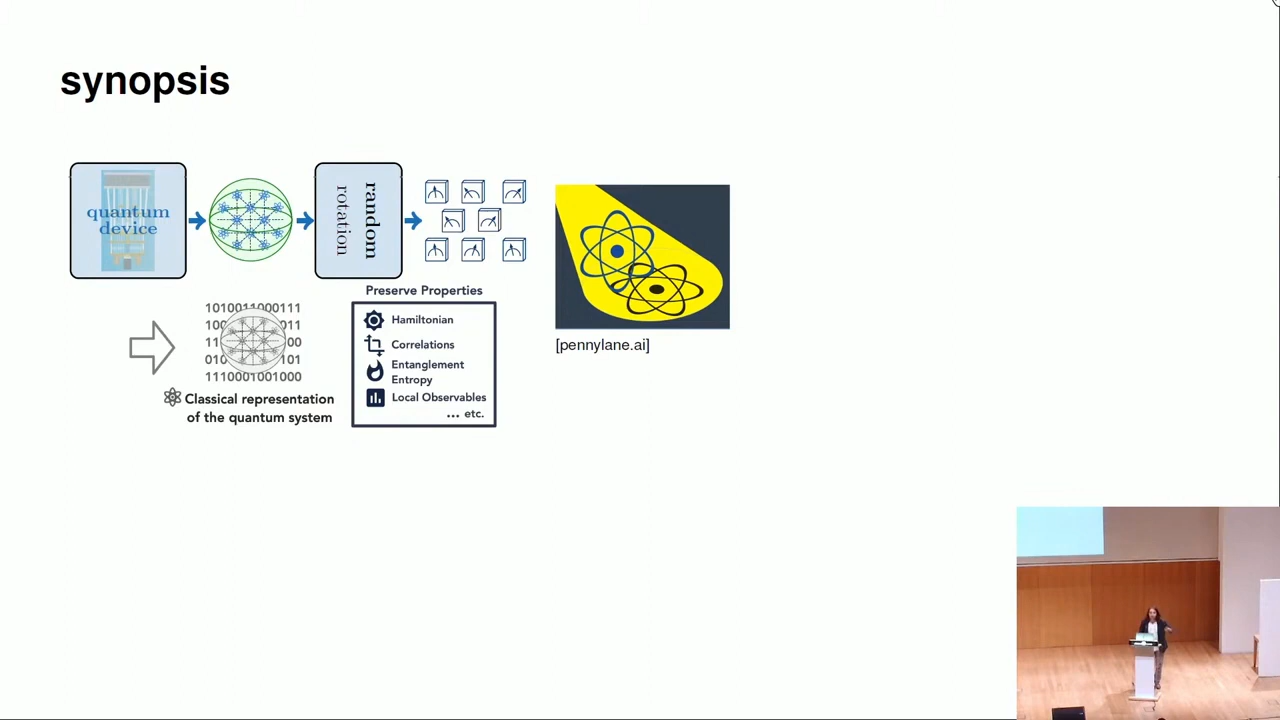 synopsis
quantum
device
random
rotation
Preserve Properties
Hamiltonian
Correlations
Entanglement
Entropy
Local Observables
... etc.
1010011000111
100 011
11 00
010 101
1110001001000
Classical representation
of the quantum system
[pennylane.ai]